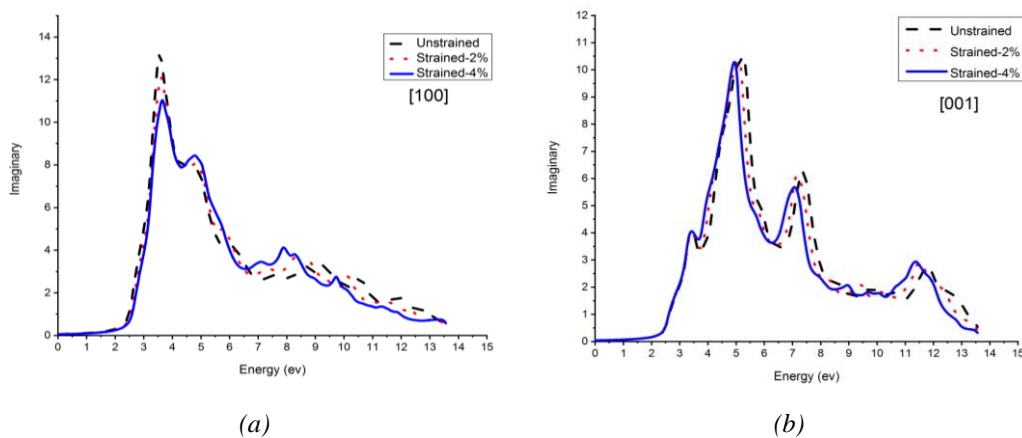 14
12
10
8
6
4
2
0
Imaginary
Unstrained
Strained-2%
Strained-4%
[100]
0 1 2 3 4 5 6 7 8 9 10 11 12 13 14 15
Energy (ev)
(a)
12
11
10
9
8
7
6
5
4
3
2
1
0
Imaginary
Unstrained
Strained-2%
Strained-4%
[001]
0 1 2 3 4 5 6 7 8 9 10 11 12 13 14 15
Energy (ev)
(b)